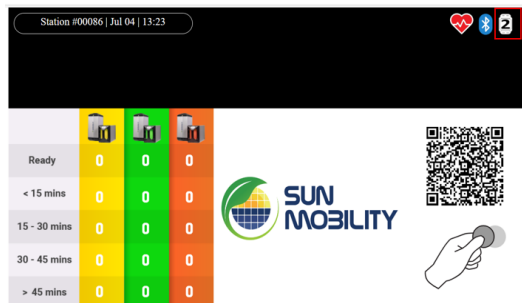 Station #00086 | Jul 04 | 13:23
2
Ready 0 0 0
< 15 mins 0 0 0
15 - 30 mins 0 0 0
30 - 45 mins 0 0 0
> 45 mins 0 0 0
SUN
MOBILITY